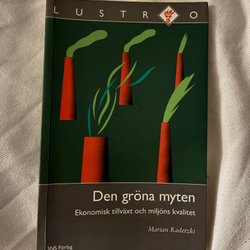 LUSTRO
Den gröna myten
Ekonomisk tillväxt och miljöns kvalitet
Marian Radetzki
SNS Förlag